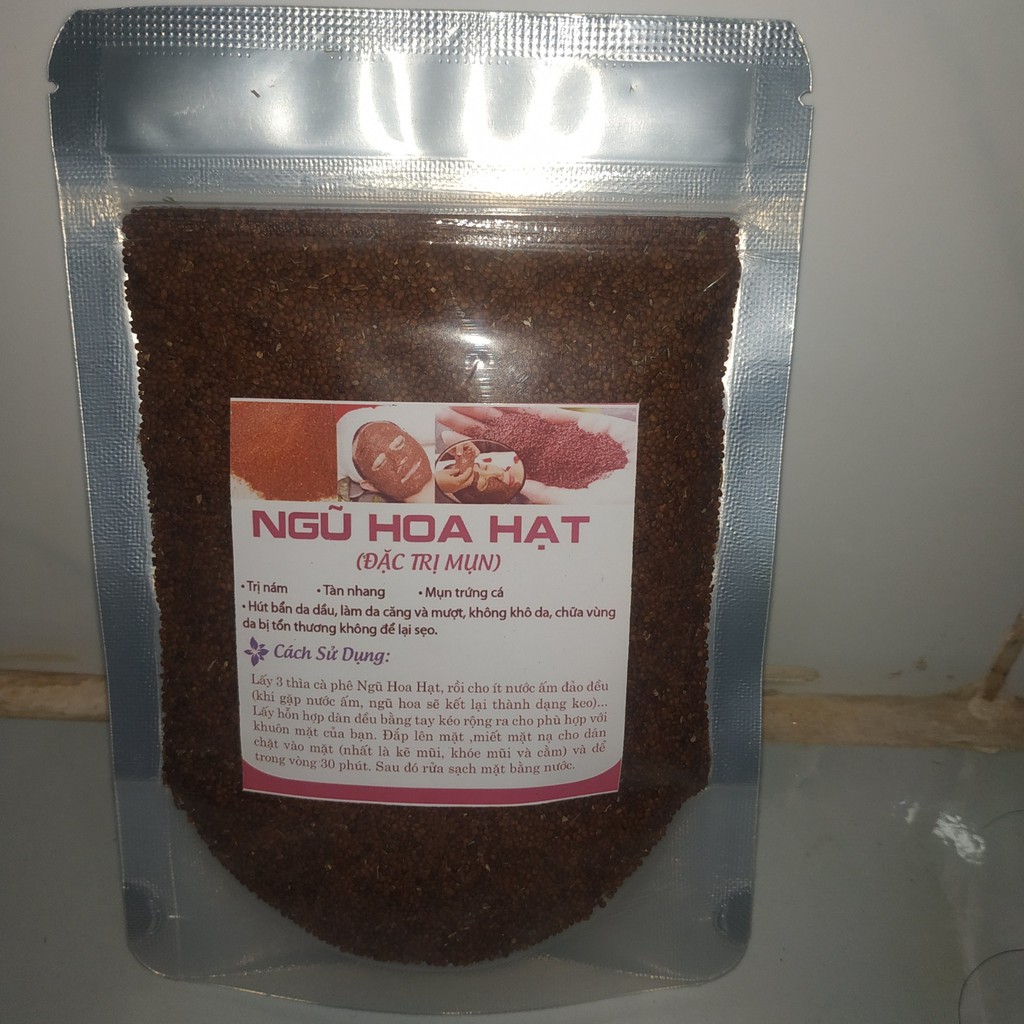 NGŨ HOA HẠT
(ĐẶC TRỊ MỤN)
• Trị nám • Tàn nhang • Mụn trứng cá
• Hút bẩn da dầu, làm da căng và mượt, không khô da, chữa vùng
da bị tổn thương không để lại sẹo.
Cách Sử Dụng:
Lấy 3 thìa cà phê Ngũ Hoa Hạt, rồi cho ít nước ấm đảo đều
(khi gặp nước ấm, ngũ hoa sẽ kết lại thành dạng keo)...
Lấy hỗn hợp dàn đều bằng tay kéo rộng ra cho phù hợp với
khuôn mặt của bạn. Đắp lên mặt ,miết mặt nạ cho dán
chặt vào mặt (nhất là kẽ mũi, khóe mũi và cằm) và để
trong vòng 30 phút. Sau đó rửa sạch mặt bằng nước.